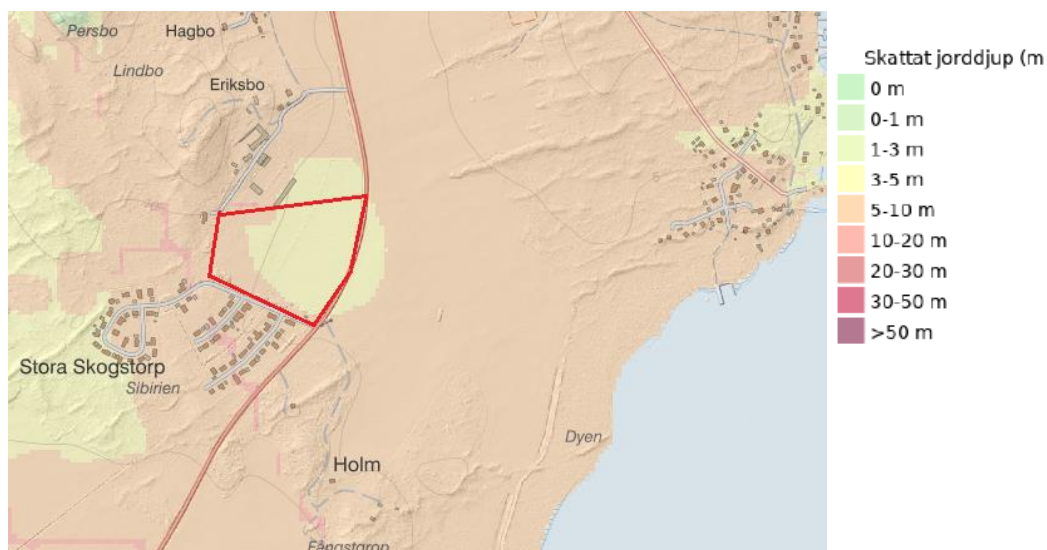 Persbo
Hagbo
Lindbo
Eriksbo
Stora Skogstorp
Sibirien
Holm
Dyen
Fångstgrop
Skattat jorddjup (m
0 m
0-1 m
1-3 m
3-5 m
5-10 m
10-20 m
20-30 m
30-50 m
>50 m